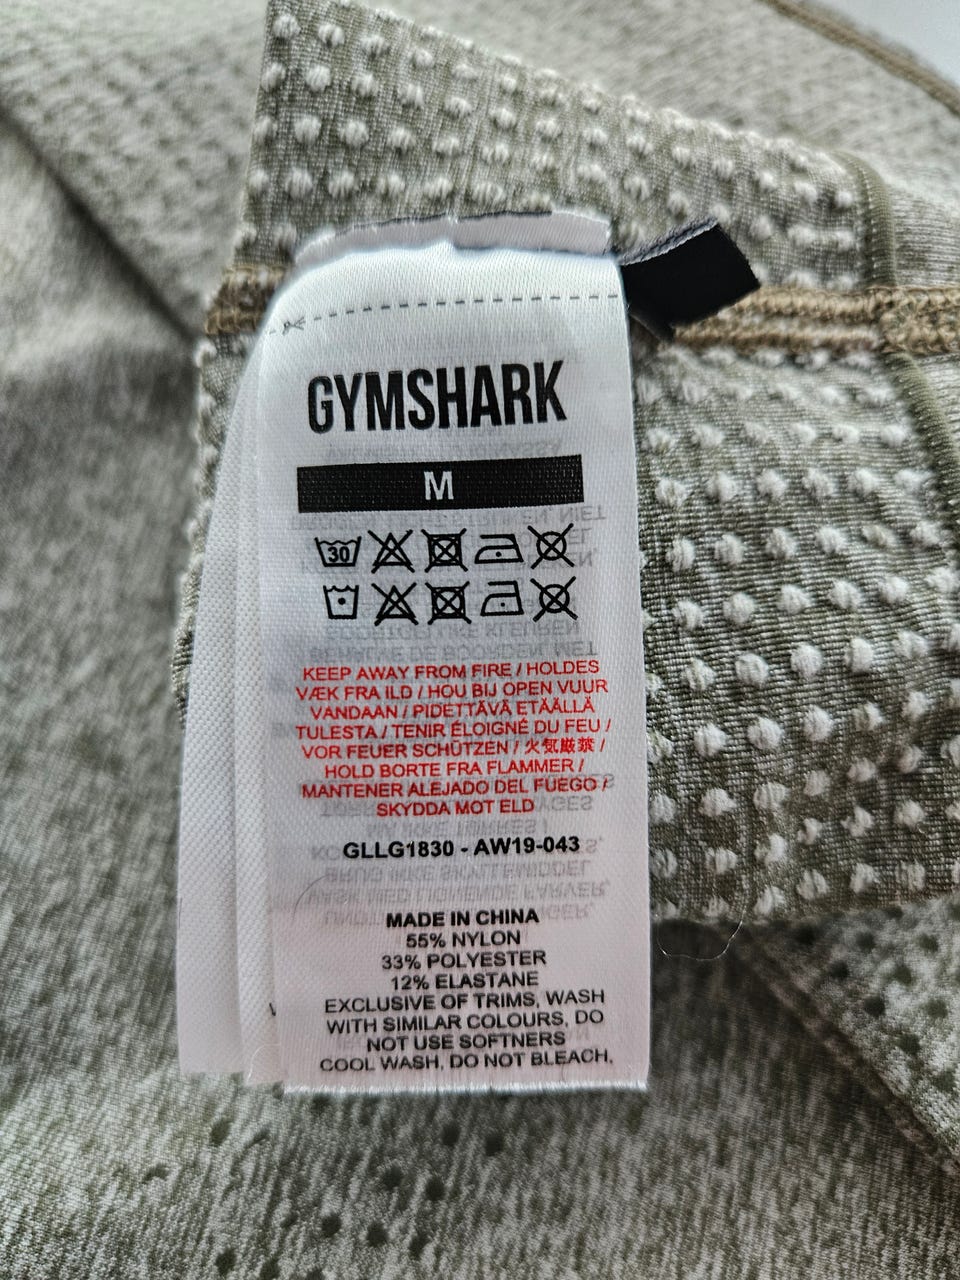 GYMSHARK
M
30
KEEP AWAY FROM FIRE / HOLDES
VÆK FRA ILD / HOU BIJ OPEN VUUR
VANDAAN / PIDETTÄVÄ ETÄÄLLÄ
TULESTA / TENIR ÉLOIGNÉ DU FEU /
VOR FEUER SCHÜTZEN / 火気厳禁 /
HOLD BORTE FRA FLAMMER /
MANTENER ALEJADO DEL FUEGO /
SKYDDA MOT ELD
GLLG1830 - AW19-043
MADE IN CHINA
55% NYLON
33% POLYESTER
12% ELASTANE
EXCLUSIVE OF TRIMS, WASH
WITH SIMILAR COLOURS, DO
NOT USE SOFTNERS
COOL WASH, DO NOT BLEACH,